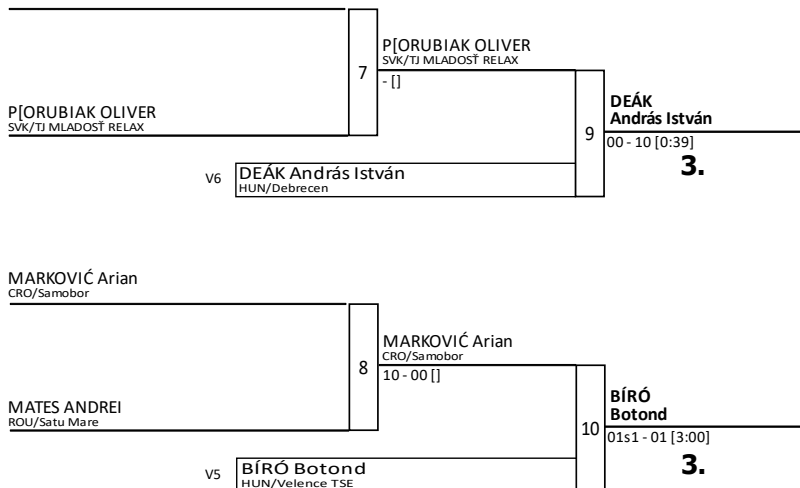 P[ORUBIAK OLIVER
SVK/TJ MLADOSŤ RELAX
7
- []
P[ORUBIAK OLIVER
SVK/TJ MLADOSŤ RELAX
DEÁK
András István
9
00 - 10 [0:39]
3.
V6
DEÁK András István
HUN/Debrecen
MARKOVIĆ Arian
CRO/Samobor
MARKOVIĆ Arian
CRO/Samobor
8
10 - 00 []
MATES ANDREI
ROU/Satu Mare
BÍRÓ
Botond
10
01s1 - 01 [3:00]
3.
V5
BÍRÓ Botond
HUN/Velence TSE